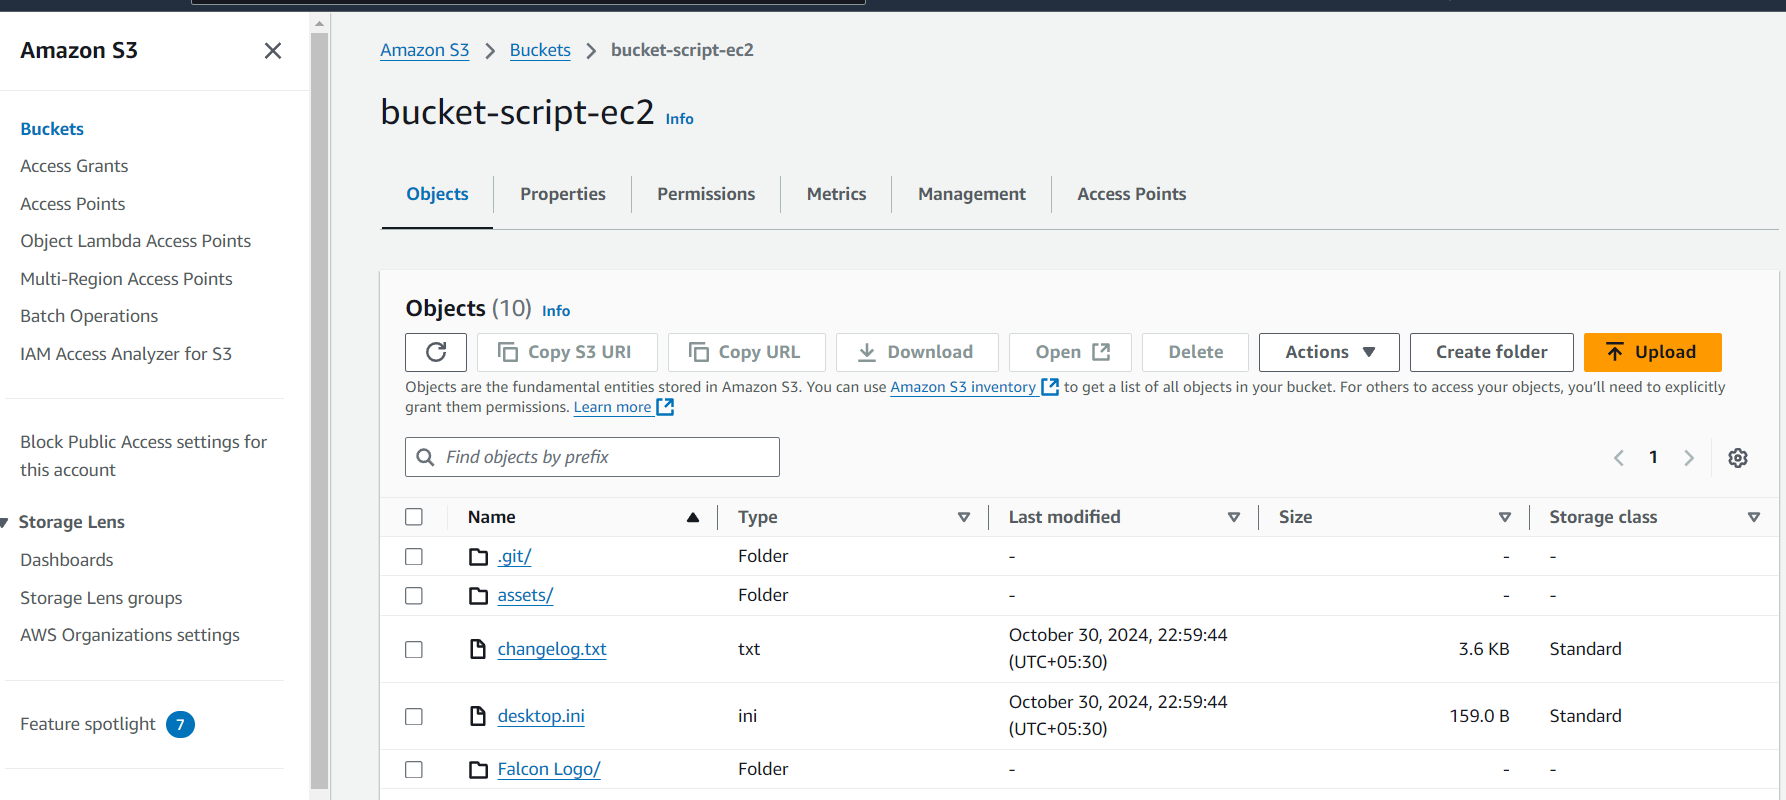 Amazon S3
Buckets
Access Grants
Access Points
Object Lambda Access Points
Multi-Region Access Points
Batch Operations
IAM Access Analyzer for S3
Block Public Access settings for
this account
Storage Lens
Dashboards
Storage Lens groups
AWS Organizations settings
Feature spotlight 7
Amazon S3 > Buckets > bucket-script-ec2
bucket-script-ec2 Info
Objects Properties Permissions Metrics Management Access Points
Objects (10) Info
Copy S3 URI Copy URL Download Open Delete Actions Create folder Upload
Objects are the fundamental entities stored in Amazon S3. You can use Amazon S3 inventory to get a list of all objects in your bucket. For others to access your objects, you'll need to explicitly
grant them permissions. Learn more
Find objects by prefix
1
Name Type Last modified Size Storage class
.git/ Folder - - -
assets/ Folder - - -
changelog.txt txt October 30, 2024, 22:59:44 (UTC+05:30) 3.6 KB Standard
desktop.ini ini October 30, 2024, 22:59:44 (UTC+05:30) 159.0 B Standard
Falcon Logo/ Folder - - -